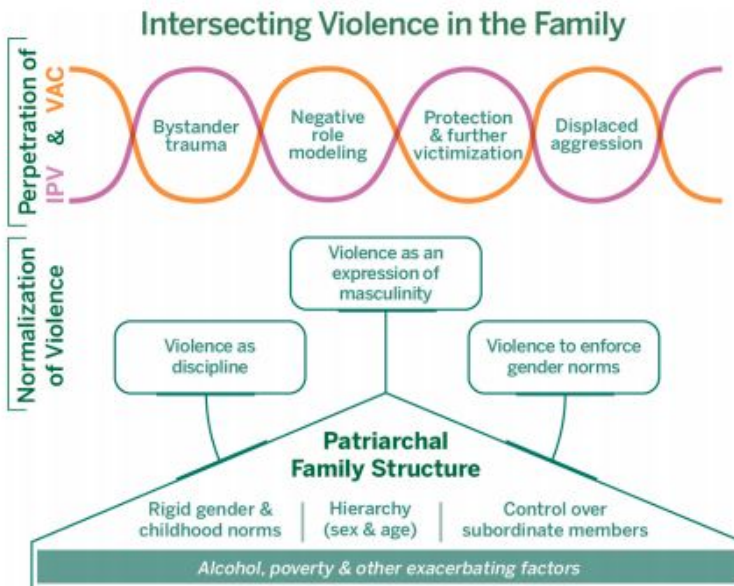 Intersecting Violence in the Family
Perpetration of
IPV & VAC
Bystander
trauma
Negative
role
modeling
Protection
& further
victimization
Displaced
aggression
Normalization
of Violence
Violence as an
expression of
masculinity
Violence as
discipline
Violence to enforce
gender norms
Patriarchal
Family Structure
Rigid gender &
childhood norms
Hierarchy
(sex & age)
Control over
subordinate members
Alcohol, poverty & other exacerbating factors